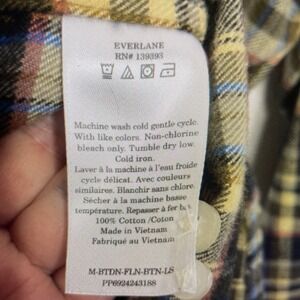 EVERLANE
RN# 139393
Machine wash cold gentle cycle.
With like colors. Non-chlorine
bleach only. Tumble dry low.
Cold iron.
Laver à la machine à l'eau froide
cycle délicat. Avec couleurs
similaires. Blanchir sans chlore.
Sécher à la machine basse
température. Repasser à fer
100% Cotton /Coton
Made in Vietnam
Fabriqué au Vietnam
M-BTDN-FLN-BTN-LS
PP6924243188